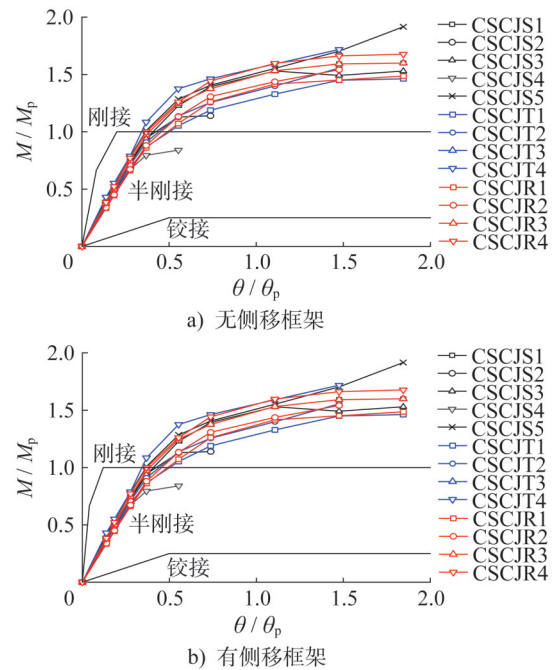 2.0
CSCJS1
CSCJS2
1.5
CSCJS3
CSCJS4
CSCJS5
M / Mp
刚接
1.0
CSCJT1
CSCJT2
CSCJT3
0.5
半刚接
CSCJT4
CSCJR1
铰接
CSCJR2
CSCJR3
0 0.5 1.0 1.5 2.0
CSCJR4
θ / θp
a) 无侧移框架
2.0
CSCJS1
CSCJS2
1.5
CSCJS3
CSCJS4
CSCJS5
M / Mp
刚接
1.0
CSCJT1
CSCJT2
CSCJT3
0.5
半刚接
CSCJT4
CSCJR1
铰接
CSCJR2
CSCJR3
0 0.5 1.0 1.5 2.0
CSCJR4
θ / θp
b) 有侧移框架